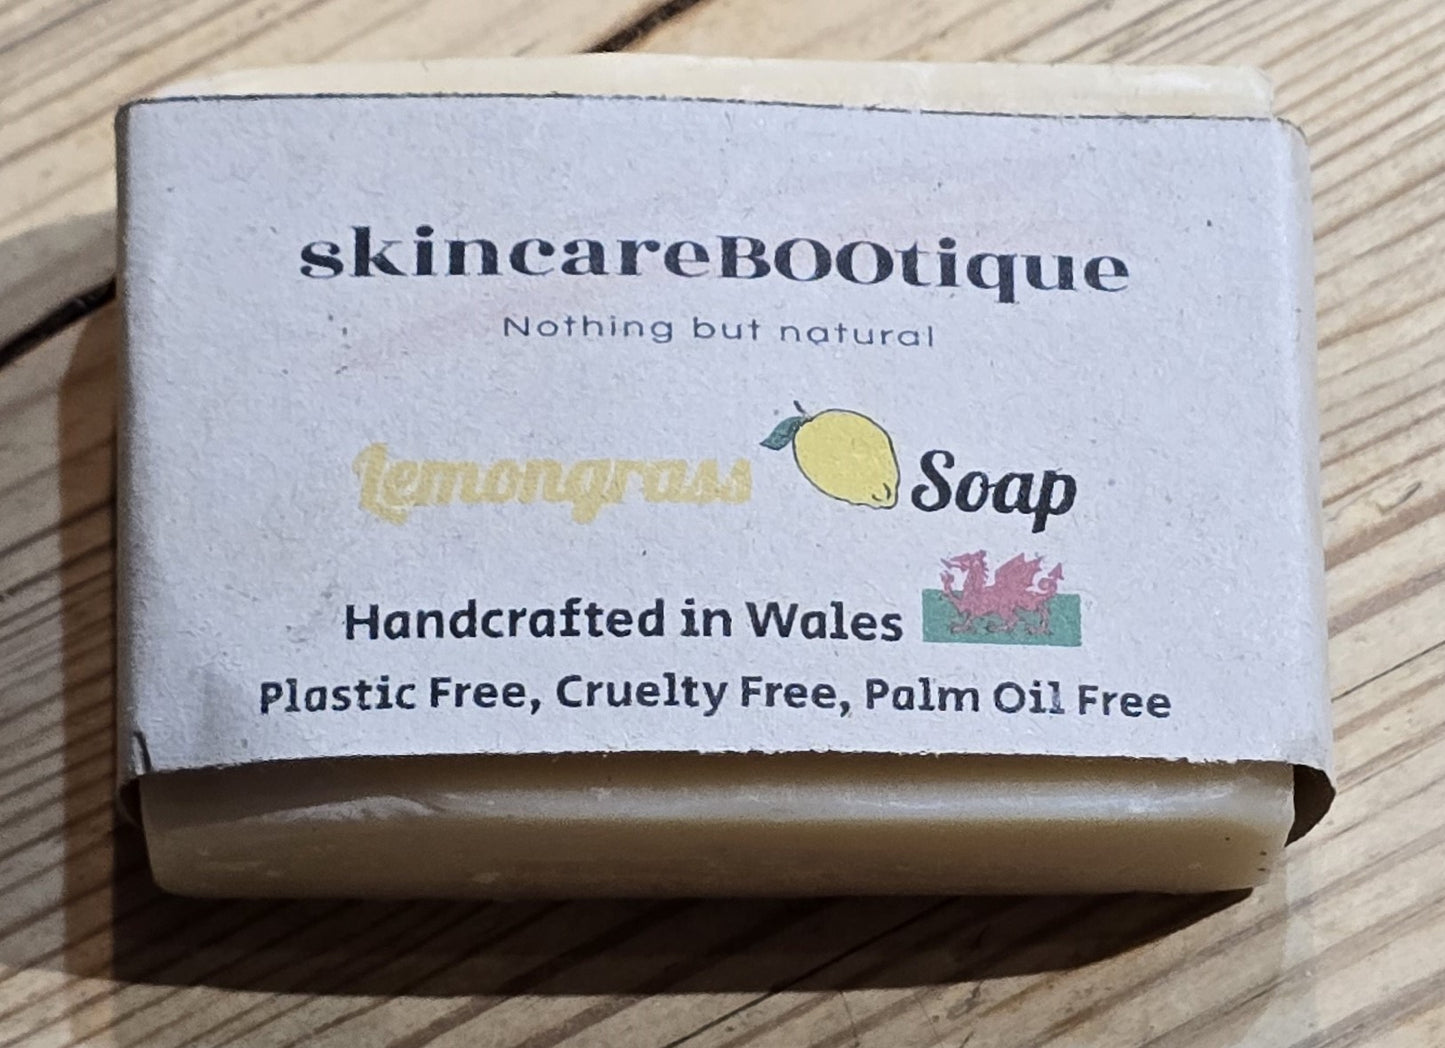 skincareBOOtique
Nothing but natural
Lemongrass Soap
Handcrafted in Wales
Plastic Free, Cruelty Free, Palm Oil Free